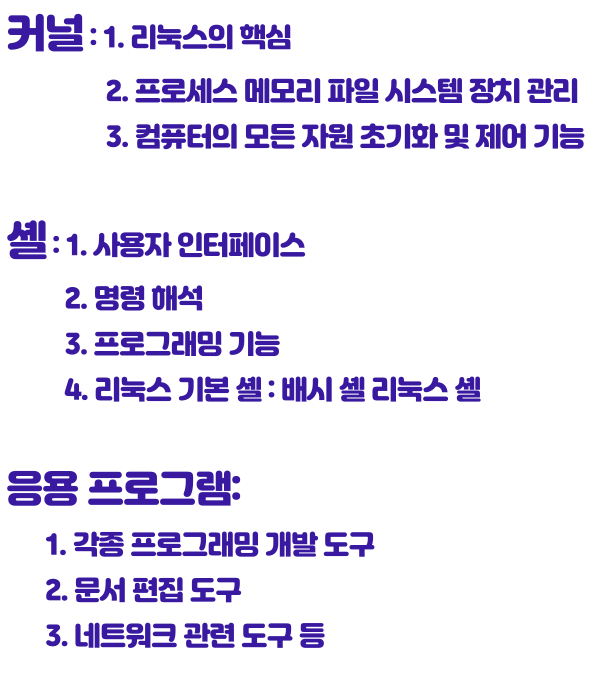 커널 : 1. 리눅스의 핵심
2. 프로세스 메모리 파일 시스템 장치 관리
3. 컴퓨터의 모든 자원 초기화 및 제어 기능
셸 : 1. 사용자 인터페이스
2. 명령 해석
3. 프로그래밍 기능
4. 리눅스 기본 셸 : 배시 셸 리눅스 셸
응용 프로그램:
1. 각종 프로그래밍 개발 도구
2. 문서 편집 도구
3. 네트워크 관련 도구 등